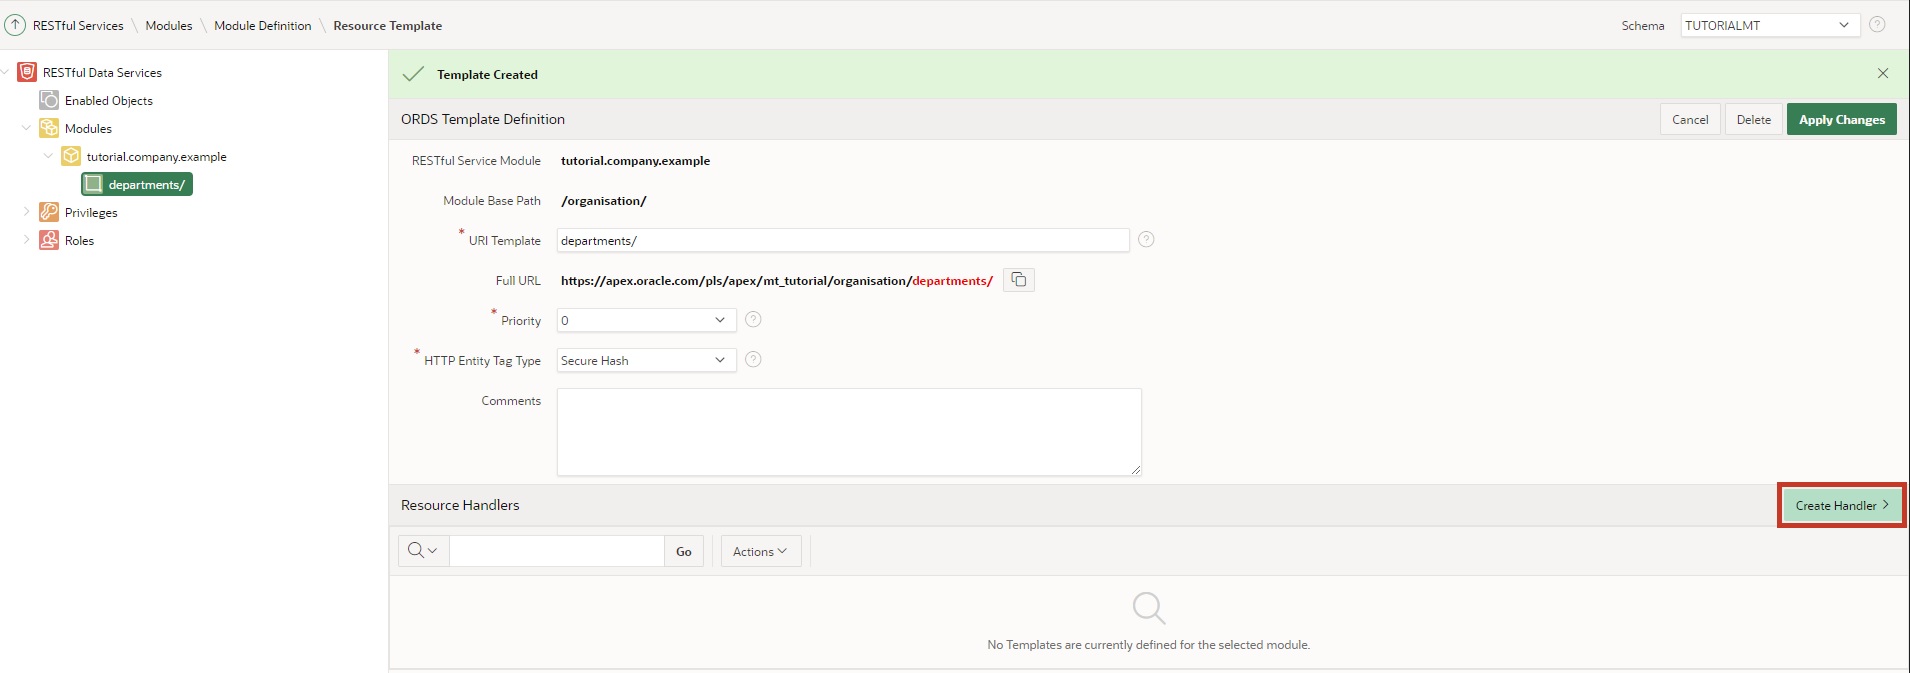 RESTful Services \ Modules \ Module Definition \ Resource Template
Schema TUTORIALMT
RESTful Data Services
Enabled Objects
Modules
tutorial.company.example
departments/
Privileges
Roles
Template Created
ORDS Template Definition
Cancel Delete Apply Changes
RESTful Service Module tutorial.company.example
Module Base Path /organisation/
* URI Template departments/
Full URL https://apex.oracle.com/pls/apex/mt_tutorial/organisation/departments/
* Priority 0
* HTTP Entity Tag Type Secure Hash
Comments
Resource Handlers
Create Handler >
Go Actions
No Templates are currently defined for the selected module.